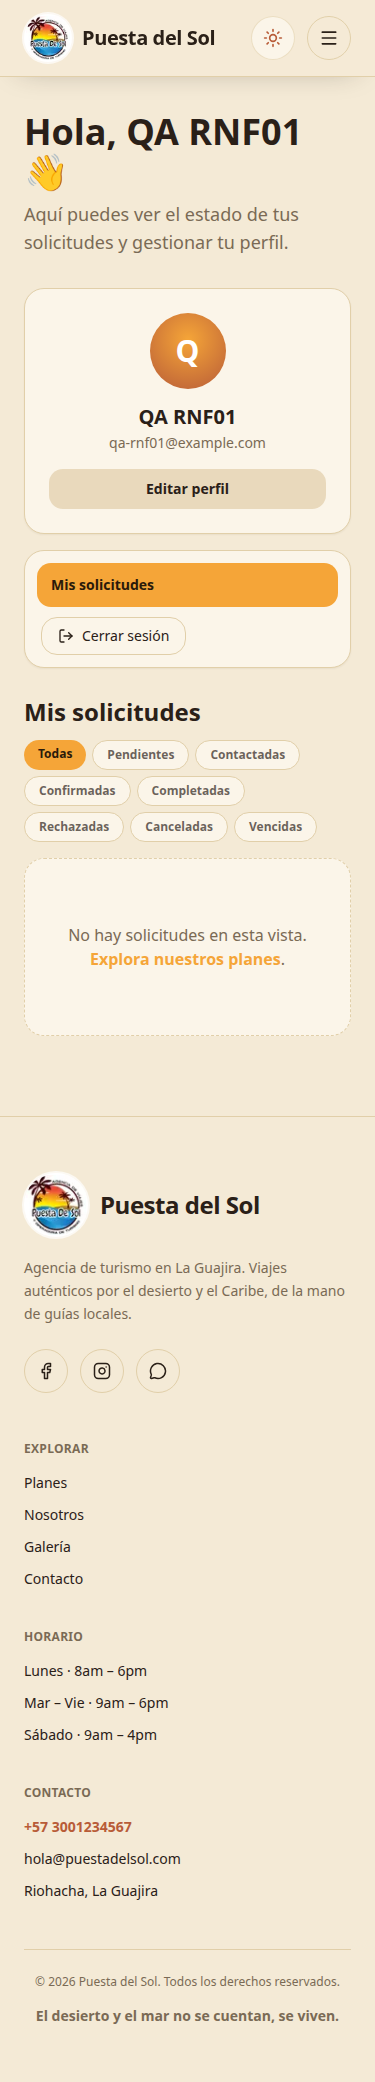 Puesta del Sol
Hola, QA RNF01
👋
Aquí puedes ver el estado de tus
solicitudes y gestionar tu perfil.
Q
QA RNF01
qa-rnf01@example.com
Editar perfil
Mis solicitudes
Cerrar sesión
Mis solicitudes
Todas
Pendientes
Contactadas
Confirmadas
Completadas
Rechazadas
Canceladas
Vencidas
No hay solicitudes en esta vista.
Explora nuestros planes.
Puesta Del Sol
Puesta del Sol
Agencia de turismo en La Guajira. Viajes
auténticos por el desierto y el Caribe, de la mano
de guías locales.
EXPLORAR
Planes
Nosotros
Galería
Contacto
HORARIO
Lunes · 8am – 6pm
Mar – Vie · 9am – 6pm
Sábado · 9am – 4pm
CONTACTO
+57 3001234567
hola@puestadelsol.com
Riohacha, La Guajira
© 2026 Puesta del Sol. Todos los derechos reservados.
El desierto y el mar no se cuentan, se viven.